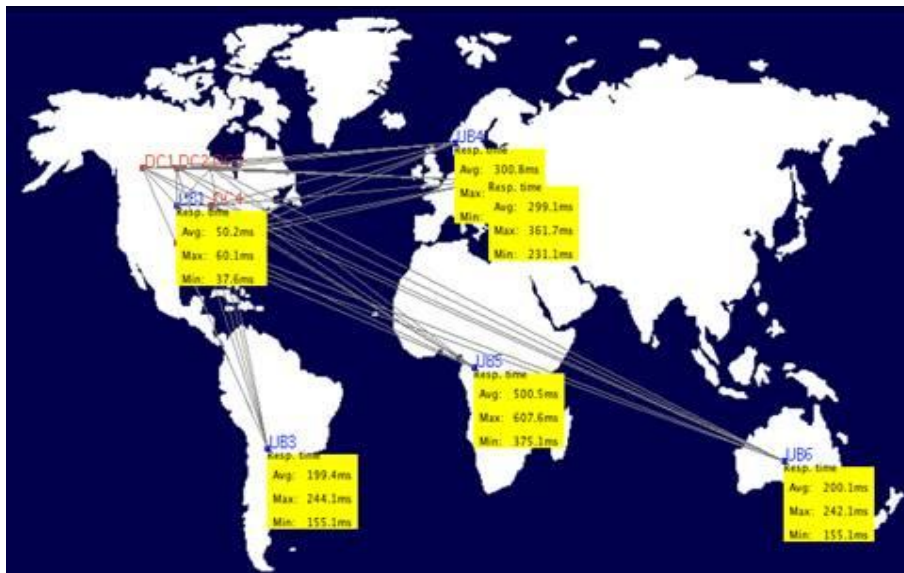 UB4
Resp. time
Avg: 300.8ms
Max:
Min:
Resp. time
Avg: 299.1ms
Max: 361.7ms
Min: 231.1ms
DC1
DC2
DC4
Resp. time
Avg: 50.2ms
Max: 60.1ms
Min: 37.6ms
UB5
Resp. time
Avg: 500.5ms
Max: 607.6ms
Min: 375.1ms
UB3
Resp. time
Avg: 199.4ms
Max: 244.1ms
Min: 155.1ms
UB6
Resp. time
Avg: 200.1ms
Max: 242.1ms
Min: 155.1ms